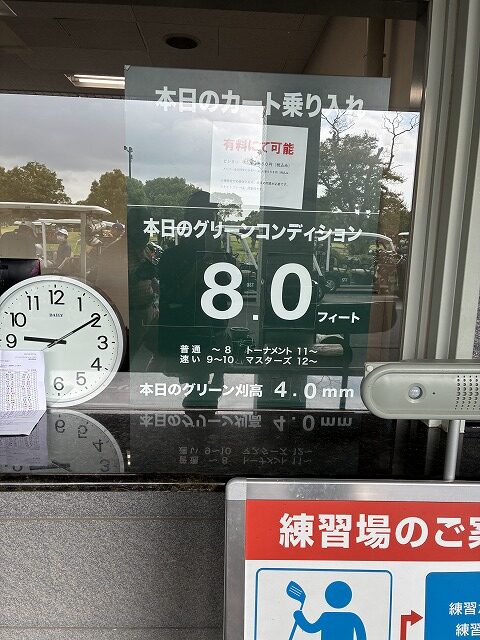 本日のカート乗り入れ
有料にて可能
本日のグリーンコンディション
8.0 フィート
普通 ～8 トーナメント 11～
速い 9～10 マスターズ 12～
本日のグリーン刈高 4.0mm
11 12 1
10 2
9 3
8 4
6 5
DAILY
練習場のご案
練習
練習